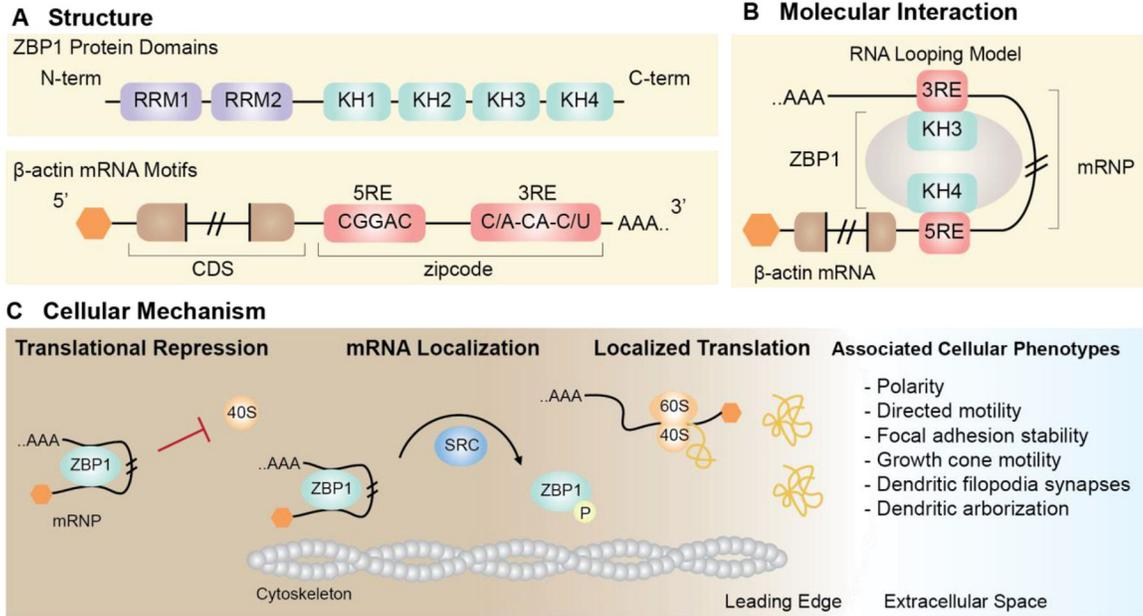 A Structure
ZBP1 Protein Domains
N-term
C-term
RRM1 RRM2 KH1 KH2 KH3 KH4
β-actin mRNA Motifs
5RE 3RE
5’ 3’
CGGAC C/A-CA-C/U AAA..
CDS zipcode
B Molecular Interaction
RNA Looping Model
3RE
..AAA
KH3
ZBP1
mRNP
KH4
5RE
β-actin mRNA
C Cellular Mechanism
Translational Repression
40S
..AAA
ZBP1
mRNP
mRNA Localization
SRC
..AAA
ZBP1
ZBP1
P
Cytoskeleton
Localized Translation
..AAA
60S
40S
Leading Edge
Associated Cellular Phenotypes
- Polarity
- Directed motility
- Focal adhesion stability
- Growth cone motility
- Dendritic filopodia synapses
- Dendritic arborization
Extracellular Space